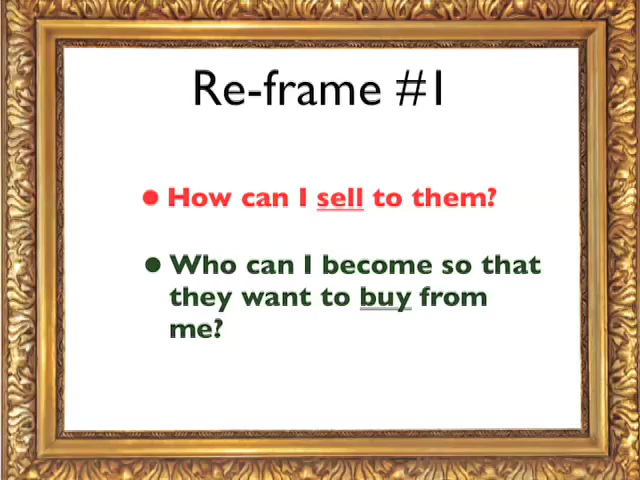 Re-frame #1
• How can I sell to them?
• Who can I become so that
they want to buy from
me?